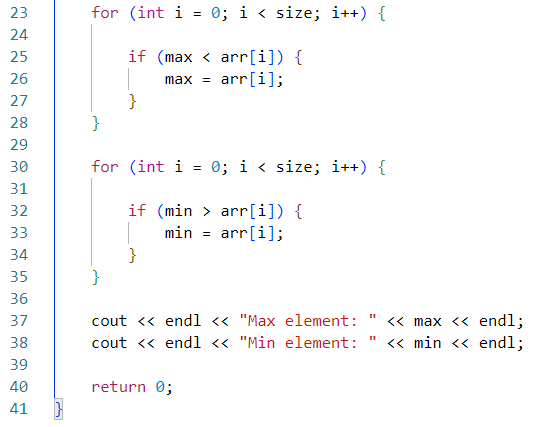 23 for (int i = 0; i < size; i++) {
24
25 if (max < arr[i]) {
26 max = arr[i];
27 }
28 }
29
30 for (int i = 0; i < size; i++) {
31
32 if (min > arr[i]) {
33 min = arr[i];
34 }
35 }
36
37 cout << endl << "Max element: " << max << endl;
38 cout << endl << "Min element: " << min << endl;
39
40 return 0;
41 }